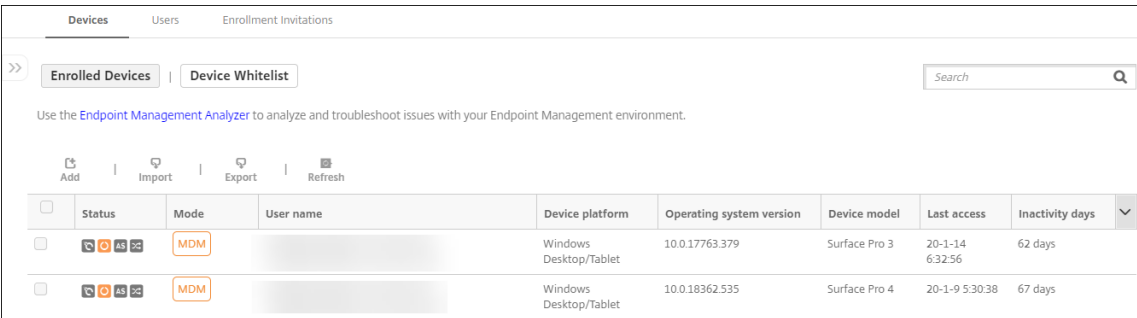 Devices Users Enrollment Invitations
Enrolled Devices | Device Whitelist Search
Use the Endpoint Management Analyzer to analyze and troubleshoot issues with your Endpoint Management environment.
Add | Import | Export | Refresh
Status Mode User name Device platform Operating system version Device model Last access Inactivity days
AS MDM Windows Desktop/Tablet 10.0.17763.379 Surface Pro 3 20-1-14 6:32:56 62 days
AS MDM Windows Desktop/Tablet 10.0.18362.535 Surface Pro 4 20-1-9 5:30:38 67 days